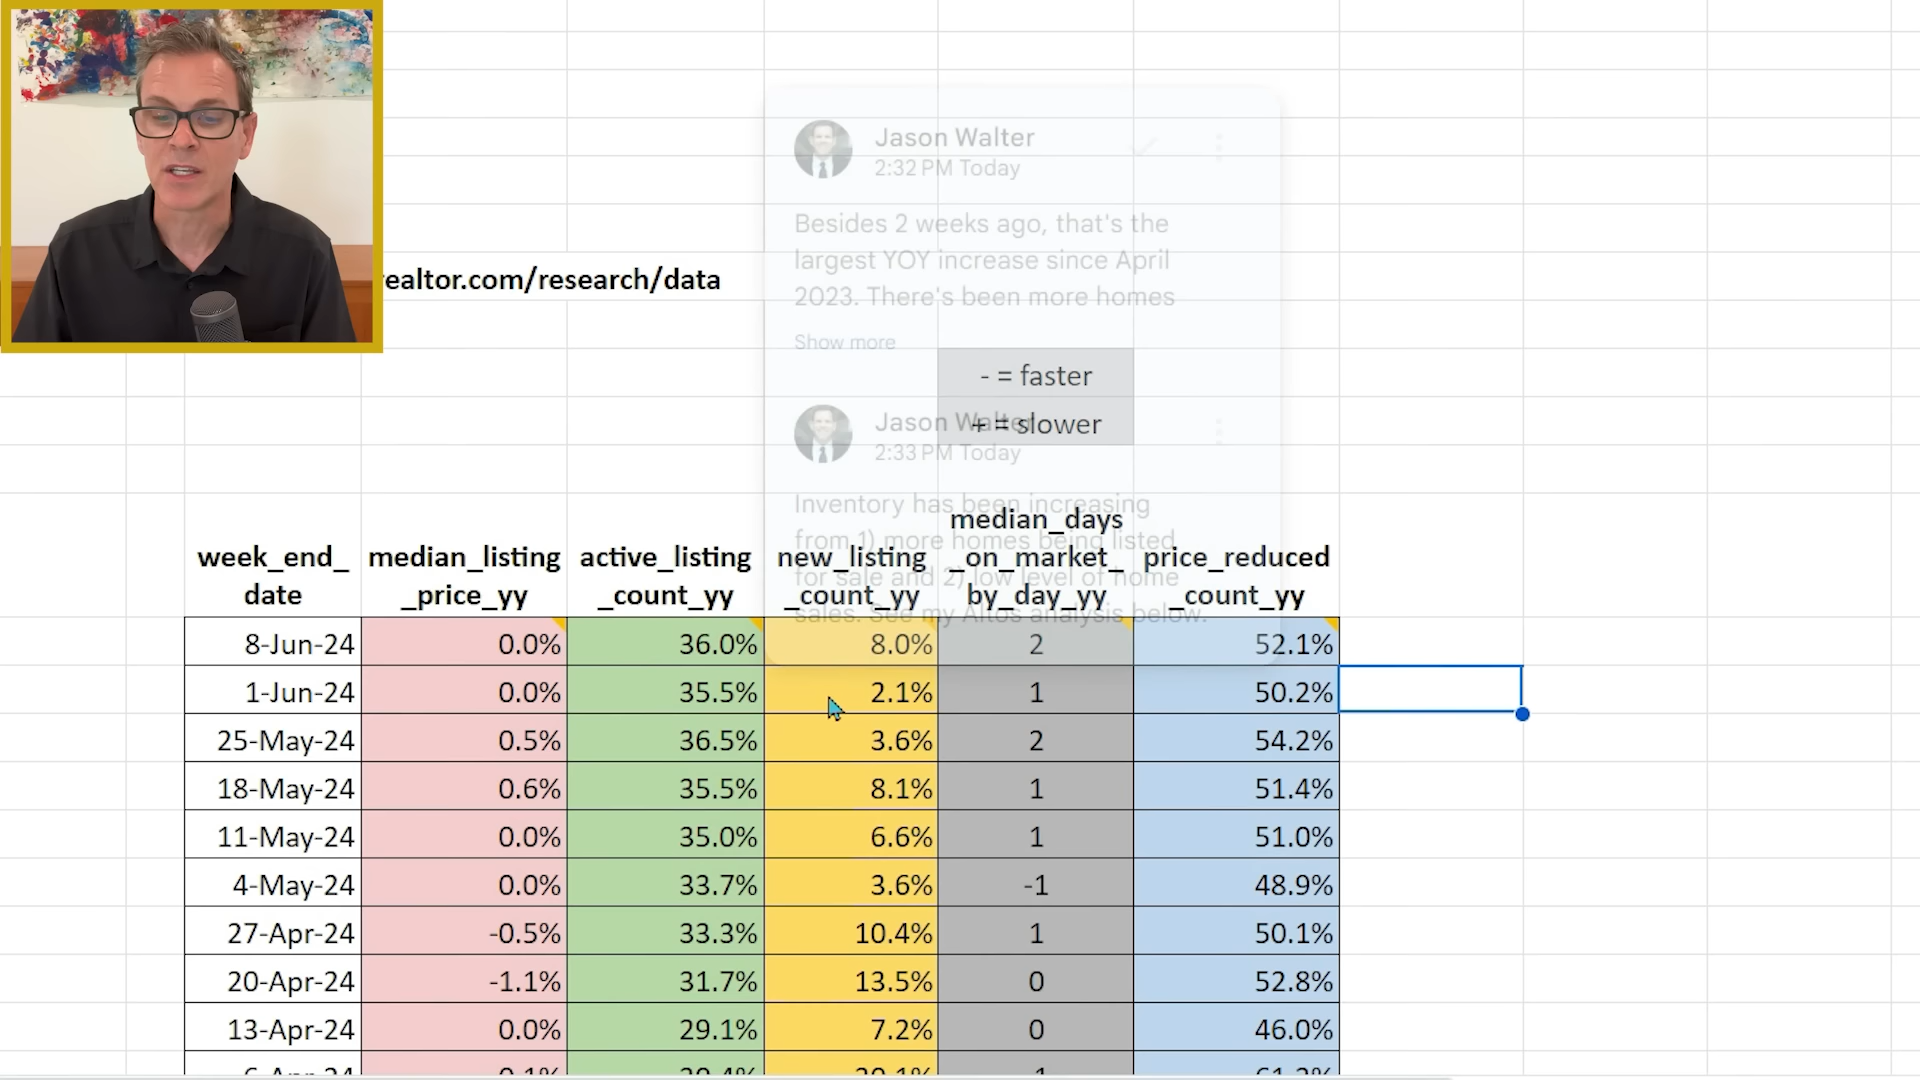 ealtor.com/research/data
Jason Walter
2:32 PM Today
Besides 2 weeks ago, that's the
largest YOY increase since April
2023. There's been more homes
Show more
- = faster
+ = slower
Jason Walter
2:33 PM Today
Inventory has been increasing
from 1) more homes being listed
for sale and 2) low level of home
sales. See my Altos analysis below.
week_end_
date
median_listing
_price_yy
active_listing
_count_yy
new_listing
_count_yy
median_days
_on_market_
by_day_yy
price_reduced
_count_yy
8-Jun-24 0.0% 36.0% 8.0% 2 52.1%
1-Jun-24 0.0% 35.5% 2.1% 1 50.2%
25-May-24 0.5% 36.5% 3.6% 2 54.2%
18-May-24 0.6% 35.5% 8.1% 1 51.4%
11-May-24 0.0% 35.0% 6.6% 1 51.0%
4-May-24 0.0% 33.7% 3.6% -1 48.9%
27-Apr-24 -0.5% 33.3% 10.4% 1 50.1%
20-Apr-24 -1.1% 31.7% 13.5% 0 52.8%
13-Apr-24 0.0% 29.1% 7.2% 0 46.0%